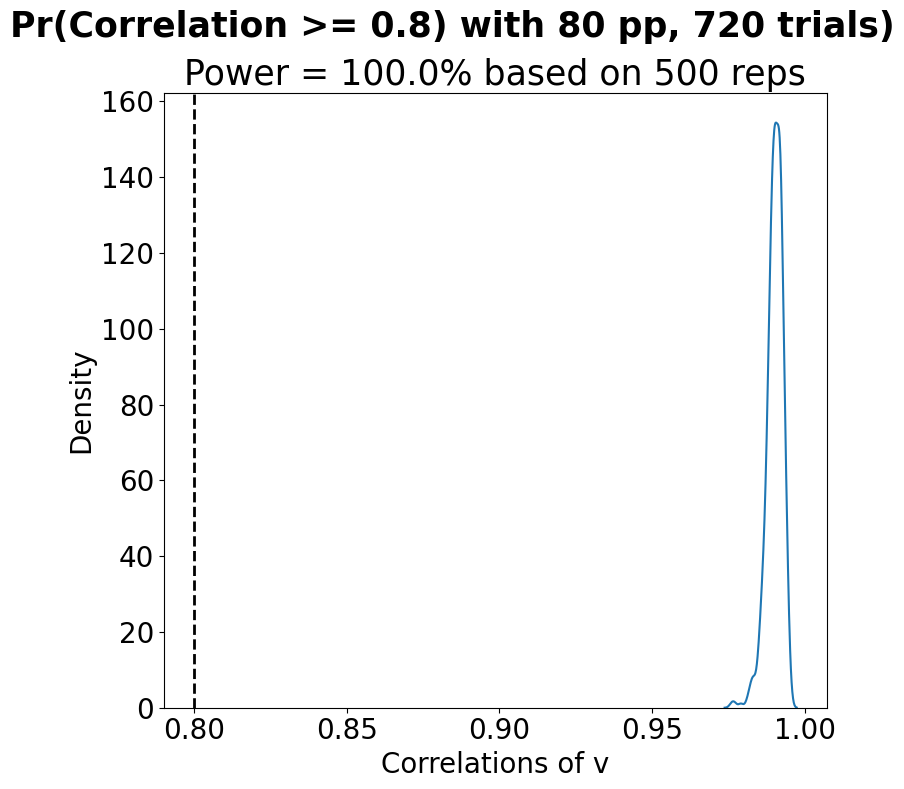 Pr(Correlation >= 0.8) with 80 pp, 720 trials)
Power = 100.0% based on 500 reps
160
140
120
100
80
60
40
20
0
Density
0.80 0.85 0.90 0.95 1.00
Correlations of v